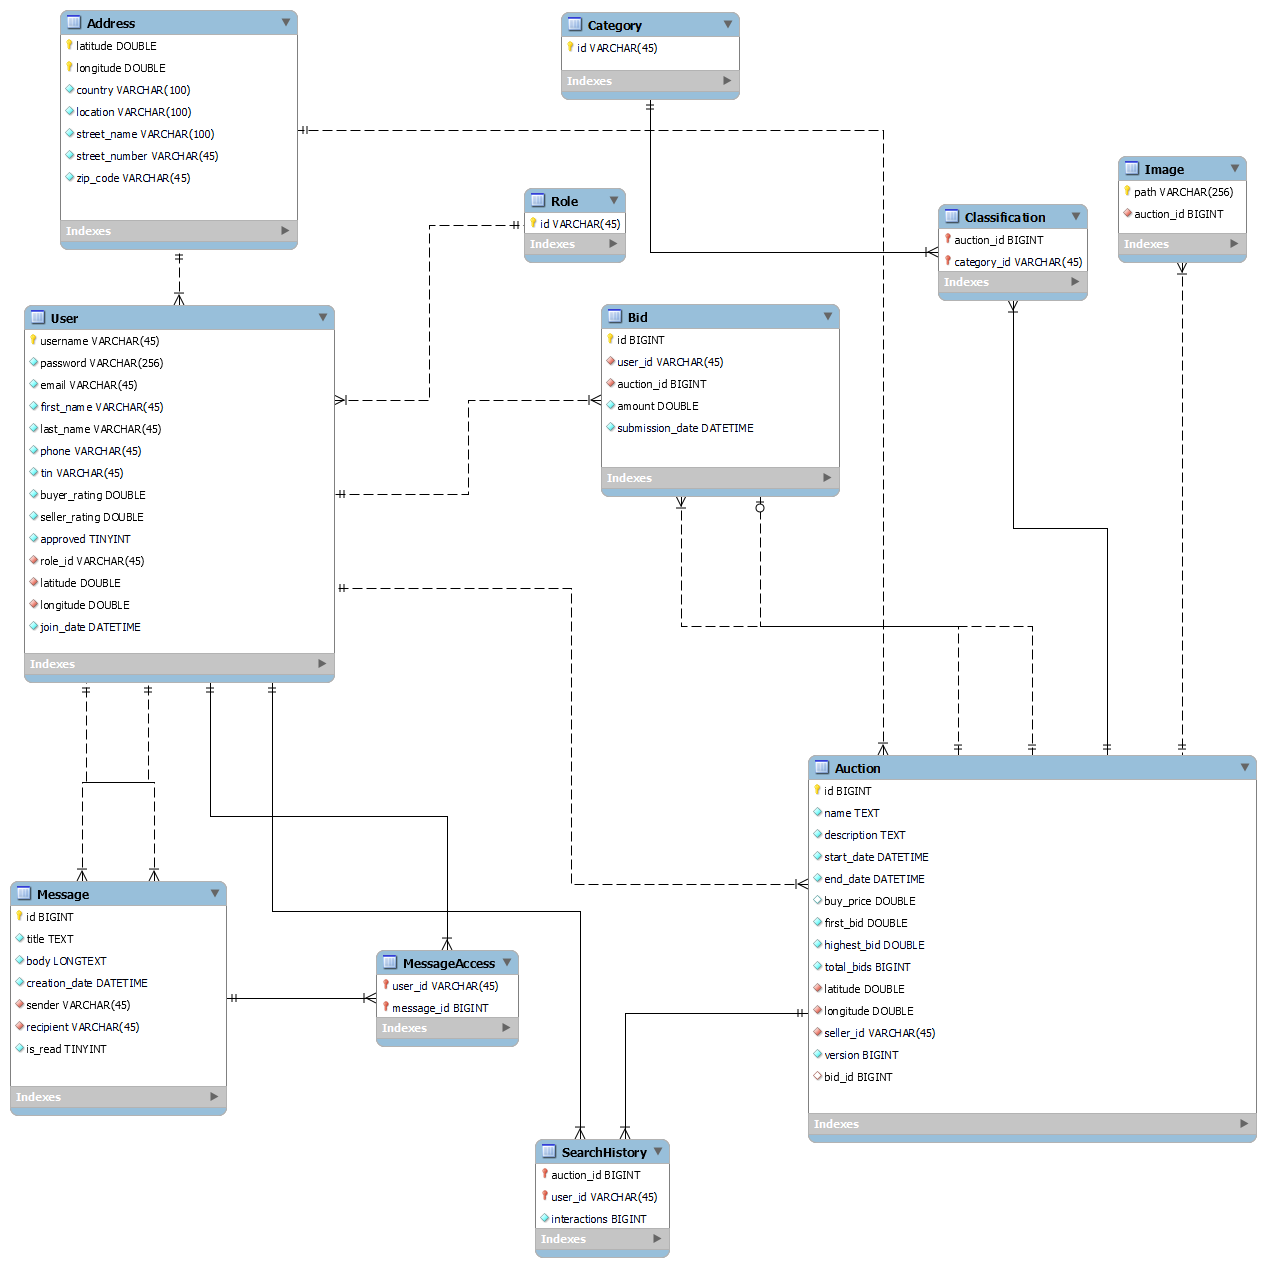 Address
latitude DOUBLE
longitude DOUBLE
country VARCHAR(100)
location VARCHAR(100)
street_name VARCHAR(100)
street_number VARCHAR(45)
zip_code VARCHAR(45)
Indexes
Category
id VARCHAR(45)
Indexes
Role
id VARCHAR(45)
Indexes
Image
path VARCHAR(256)
auction_id BIGINT
Indexes
Classification
auction_id BIGINT
category_id VARCHAR(45)
Indexes
User
username VARCHAR(45)
password VARCHAR(256)
email VARCHAR(45)
first_name VARCHAR(45)
last_name VARCHAR(45)
phone VARCHAR(45)
tin VARCHAR(45)
buyer_rating DOUBLE
seller_rating DOUBLE
approved TINYINT
role_id VARCHAR(45)
latitude DOUBLE
longitude DOUBLE
join_date DATETIME
Indexes
Bid
id BIGINT
user_id VARCHAR(45)
auction_id BIGINT
amount DOUBLE
submission_date DATETIME
Indexes
Auction
id BIGINT
name TEXT
description TEXT
start_date DATETIME
end_date DATETIME
buy_price DOUBLE
first_bid DOUBLE
highest_bid DOUBLE
total_bids BIGINT
latitude DOUBLE
longitude DOUBLE
seller_id VARCHAR(45)
version BIGINT
bid_id BIGINT
Indexes
Message
id BIGINT
title TEXT
body LONGTEXT
creation_date DATETIME
sender VARCHAR(45)
recipient VARCHAR(45)
is_read TINYINT
Indexes
MessageAccess
user_id VARCHAR(45)
message_id BIGINT
Indexes
SearchHistory
auction_id BIGINT
user_id VARCHAR(45)
interactions BIGINT
Indexes